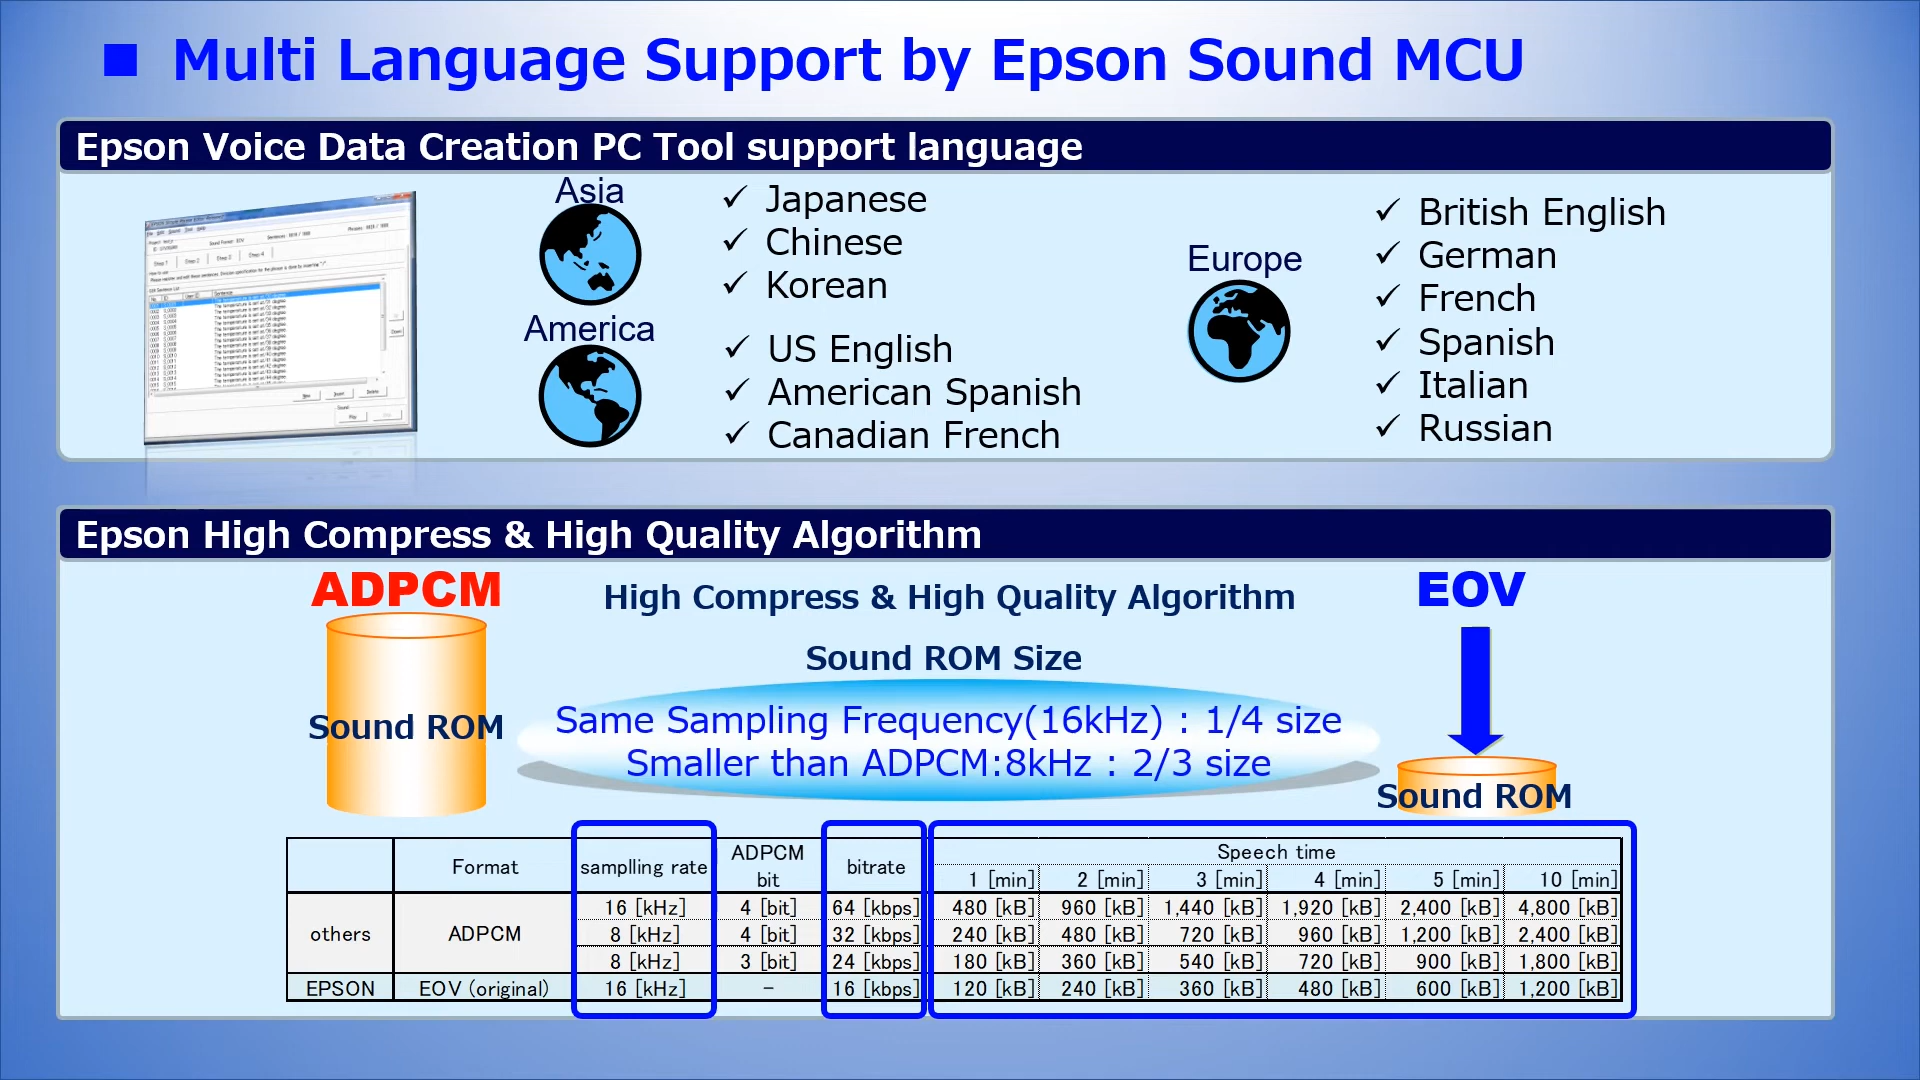 Multi Language Support by Epson Sound MCU
Epson Voice Data Creation PC Tool support language
Asia
✓ Japanese
✓ Chinese
✓ Korean
America
✓ US English
✓ American Spanish
✓ Canadian French
Europe
✓ British English
✓ German
✓ French
✓ Spanish
✓ Italian
✓ Russian
Epson High Compress & High Quality Algorithm
ADPCM
Sound ROM
High Compress & High Quality Algorithm
Sound ROM Size
Same Sampling Frequency(16kHz) : 1/4 size
Smaller than ADPCM:8kHz : 2/3 size
EOV
Sound ROM
Format samplling rate ADPCM bit bitrate Speech time
1 [min] 2 [min] 3 [min] 4 [min] 5 [min] 10 [min]
others ADPCM 16 [kHz] 4 [bit] 64 [kbps] 480 [kB] 960 [kB] 1,440 [kB] 1,920 [kB] 2,400 [kB] 4,800 [kB]
8 [kHz] 4 [bit] 32 [kbps] 240 [kB] 480 [kB] 720 [kB] 960 [kB] 1,200 [kB] 2,400 [kB]
8 [kHz] 3 [bit] 24 [kbps] 180 [kB] 360 [kB] 540 [kB] 720 [kB] 900 [kB] 1,800 [kB]
EPSON EOV (original) 16 [kHz] - 16 [kbps] 120 [kB] 240 [kB] 360 [kB] 480 [kB] 600 [kB] 1,200 [kB]